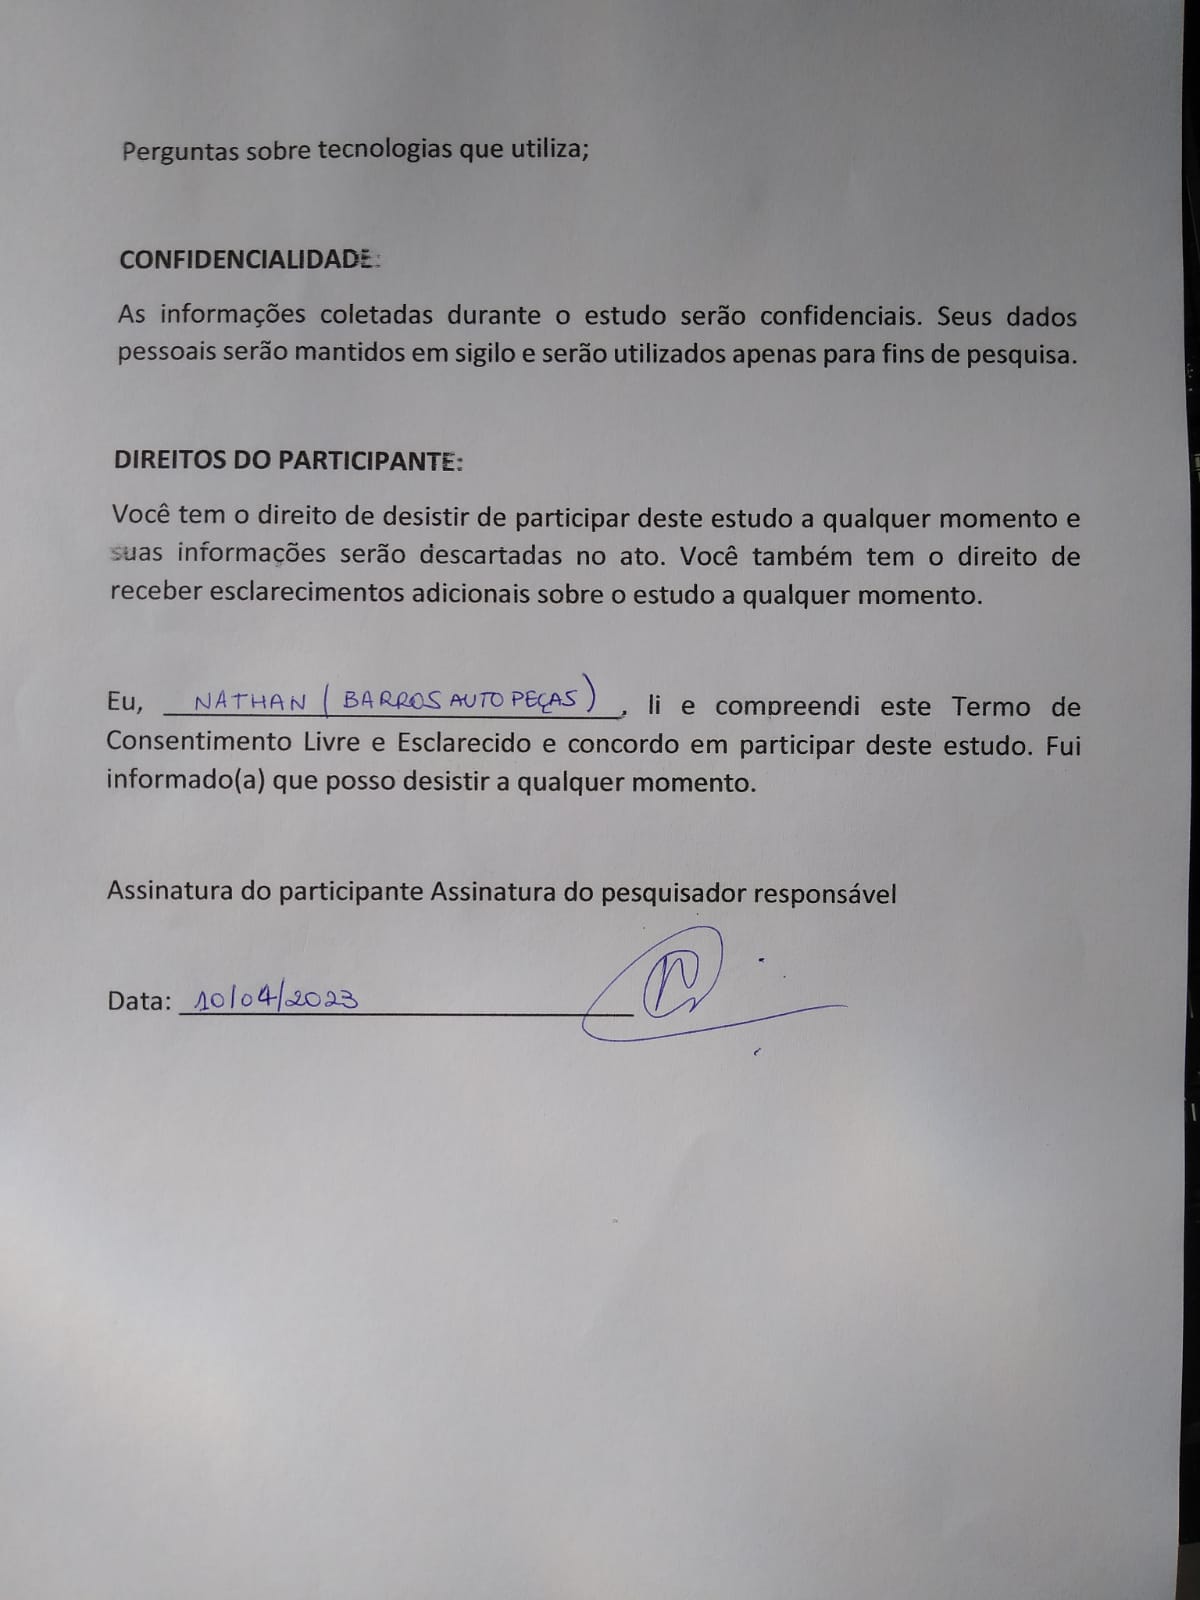 Perguntas sobre tecnologias que utiliza;
CONFIDENCIALIDADE:
As informações coletadas durante o estudo serão confidenciais. Seus dados
pessoais serão mantidos em sigilo e serão utilizados apenas para fins de pesquisa.
DIREITOS DO PARTICIPANTE:
Você tem o direito de desistir de participar deste estudo a qualquer momento e
suas informações serão descartadas no ato. Você também tem o direito de
receber esclarecimentos adicionais sobre o estudo a qualquer momento.
Eu, NATHAN (BARROS AUTO PEÇAS), li e compreendi este Termo de
Consentimento Livre e Esclarecido e concordo em participar deste estudo. Fui
informado(a) que posso desistir a qualquer momento.
Assinatura do participante Assinatura do pesquisador responsável
Data: 10/04/2023